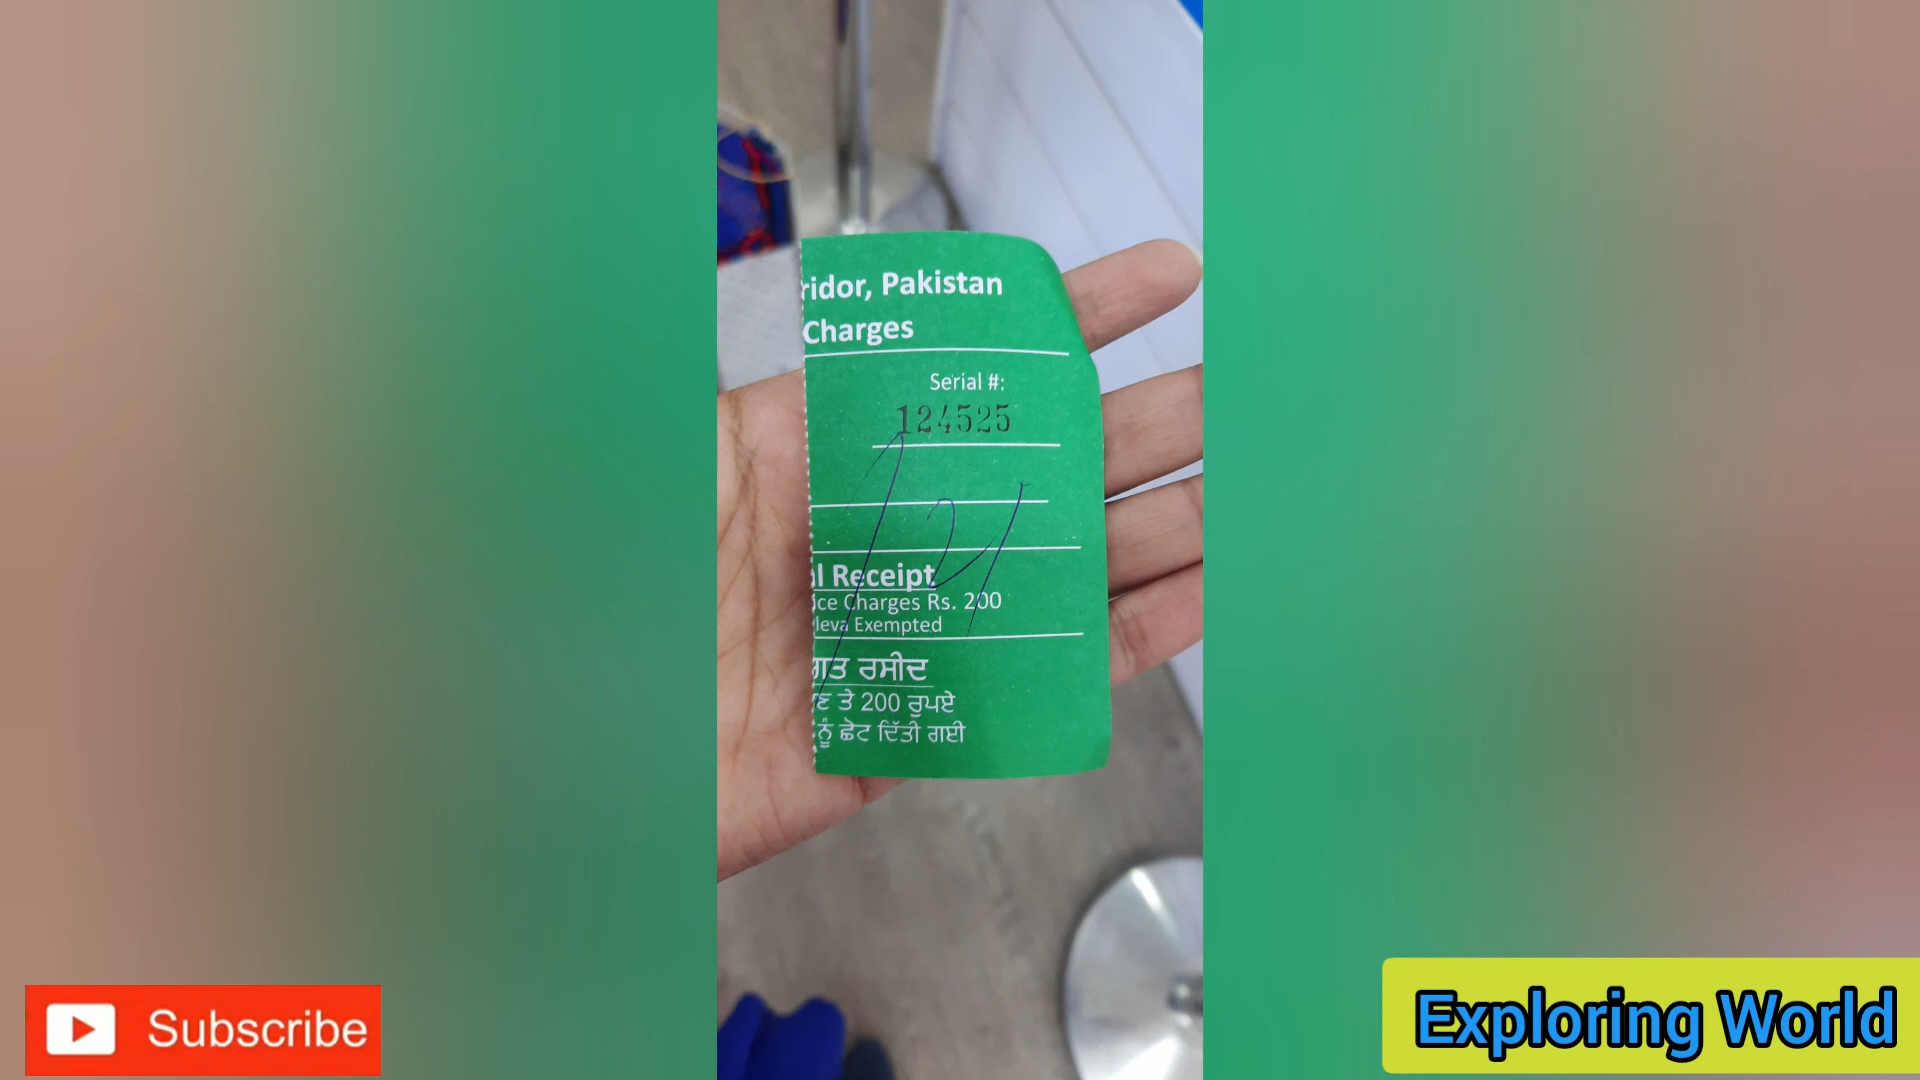 ridor, Pakistan
Charges
Serial #:
124525
l Receipt
ice Charges Rs. 200
leva Exempted
ਗਤ ਰਸੀਦ
ਣ ਤੇ 200 ਰੁਪਏ
ਨੂੰ ਛੋਟ ਦਿੱਤੀ ਗਈ
Subscribe
Exploring World